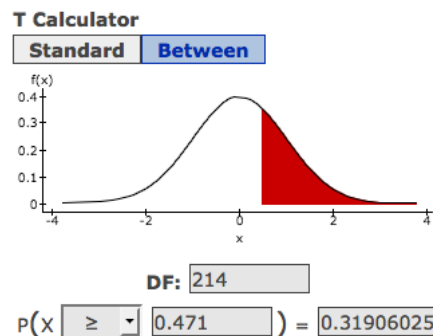 T Calculator
Standard Between
f(x)
0.4
0.3
0.2
0.1
0
-4 -2 0 2 4
x
DF: 214
P(X ≥ 0.471 ) = 0.31906025